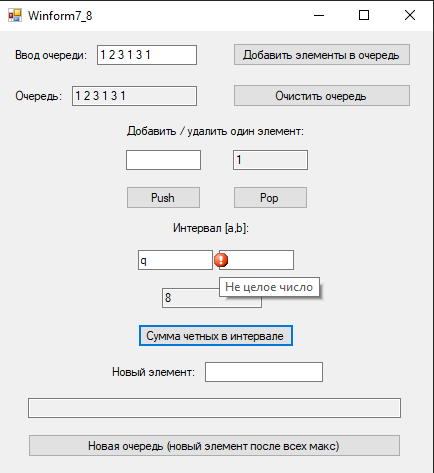 Winform7_8
Ввод очереди: 1 2 3 1 3 1 Добавить элементы в очередь
Очередь: 1 2 3 1 3 1 Очистить очередь
Добавить / удалить один элемент:
1
Push Pop
Интервал [a,b]:
q
Не целое число
8
Сумма четных в интервале
Новый элемент:
Новая очередь (новый элемент после всех макс)